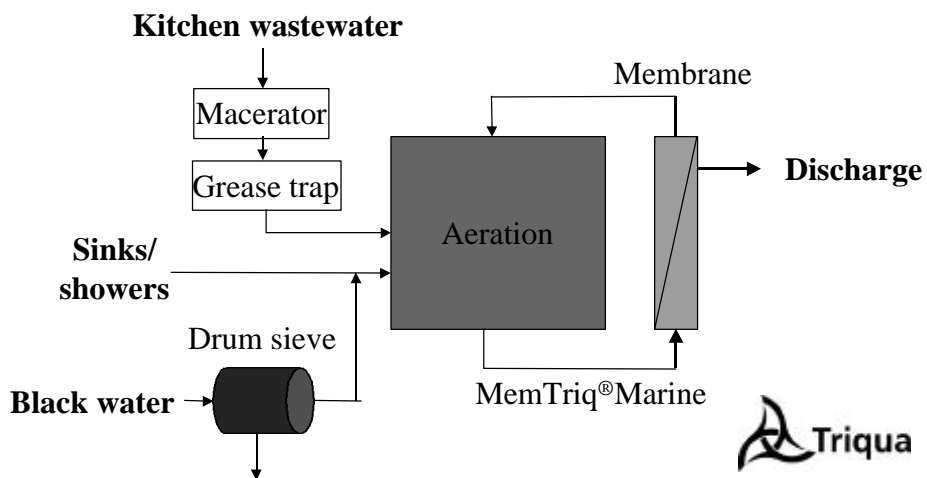 Kitchen wastewater
Membrane
Macerator
Grease trap
Discharge
Aeration
Sinks/
showers
Drum sieve
Black water
MemTriq®Marine
Triqua